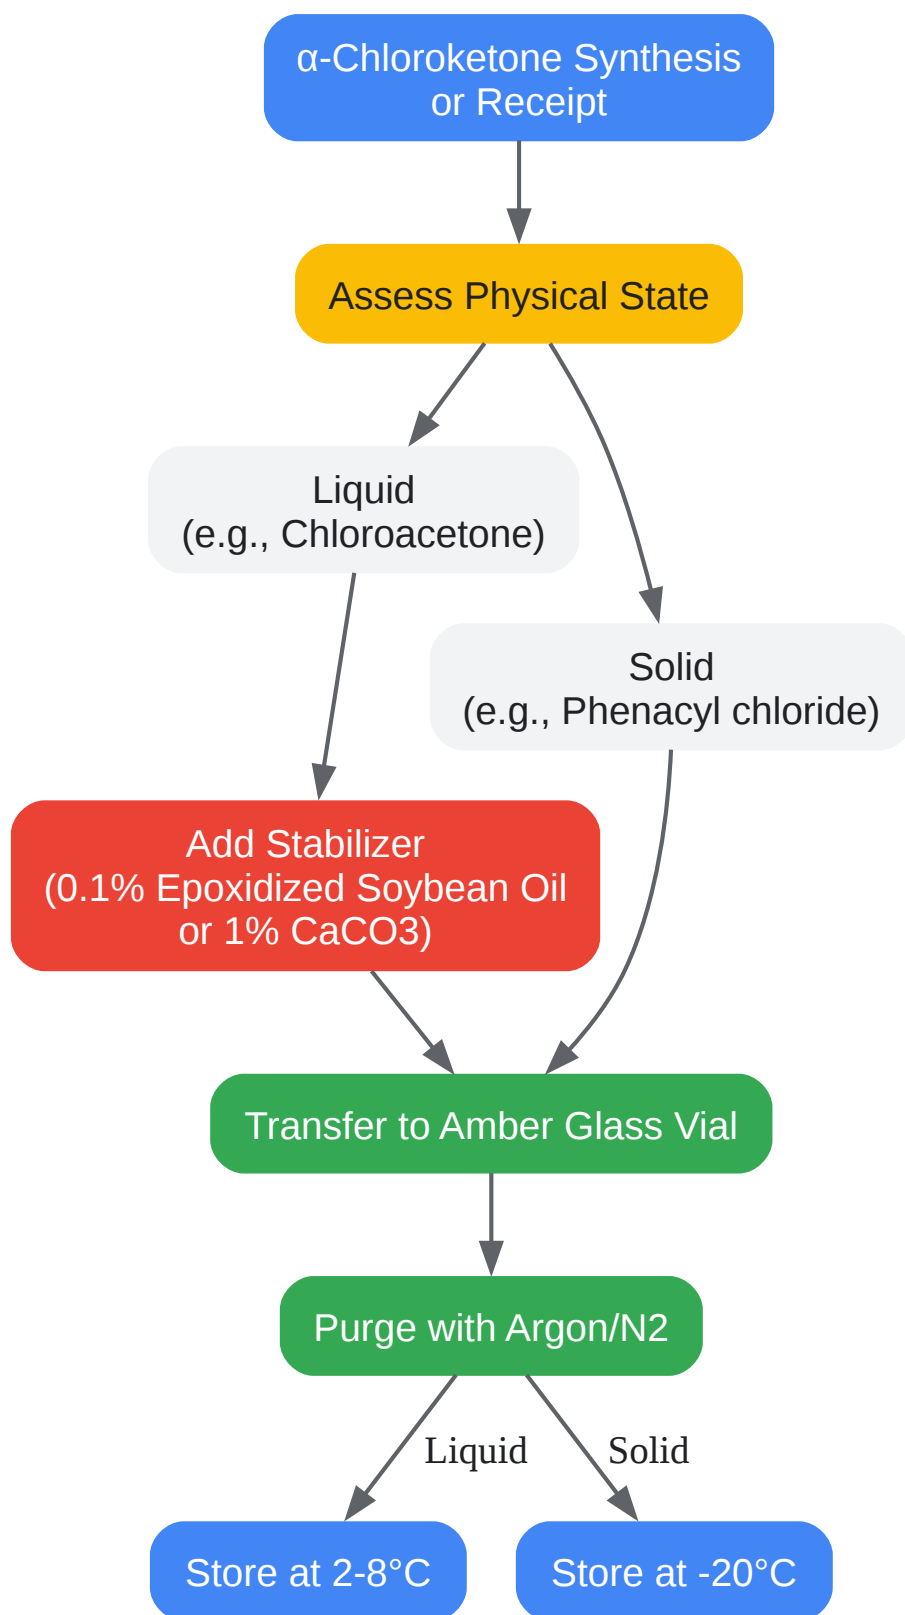 α-Chloroketone Synthesis
or Receipt
Assess Physical State
Liquid
(e.g., Chloroacetone)
Solid
(e.g., Phenacyl chloride)
Add Stabilizer
(0.1% Epoxidized Soybean Oil
or 1% CaCO3)
Transfer to Amber Glass Vial
Purge with Argon/N2
Liquid
Solid
Store at 2-8°C
Store at -20°C